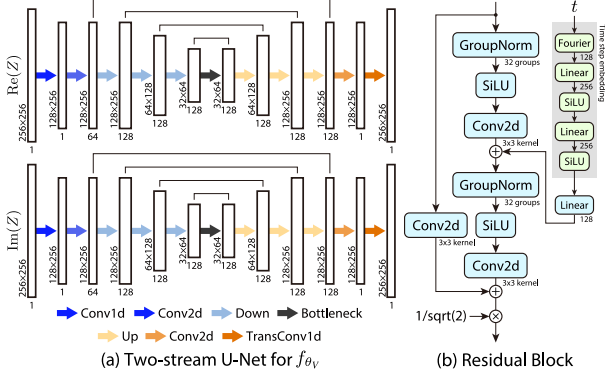 Re(Z)
256×256
1
128×256
1
128×256
64
128×256
128
64×128
128
32×64
128
32×64
128
64×128
128
128×256
128
128×256
128
128×256
1
256×256
1
Im(Z)
256×256
1
128×256
1
128×256
64
128×256
128
64×128
128
32×64
128
32×64
128
64×128
128
128×256
128
128×256
128
128×256
1
256×256
1
Conv1d
Conv2d
Down
Bottleneck
Up
Conv2d
TransConv1d
(a) Two-stream U-Net for f_θV
GroupNorm
32 groups
SiLU
Conv2d
3x3 kernel
GroupNorm
32 groups
Conv2d
3x3 kernel
SiLU
Conv2d
3x3 kernel
1/sqrt(2)
t
Time step embedding
Fourier
128
Linear
256
SiLU
Linear
256
SiLU
Linear
128
(b) Residual Block